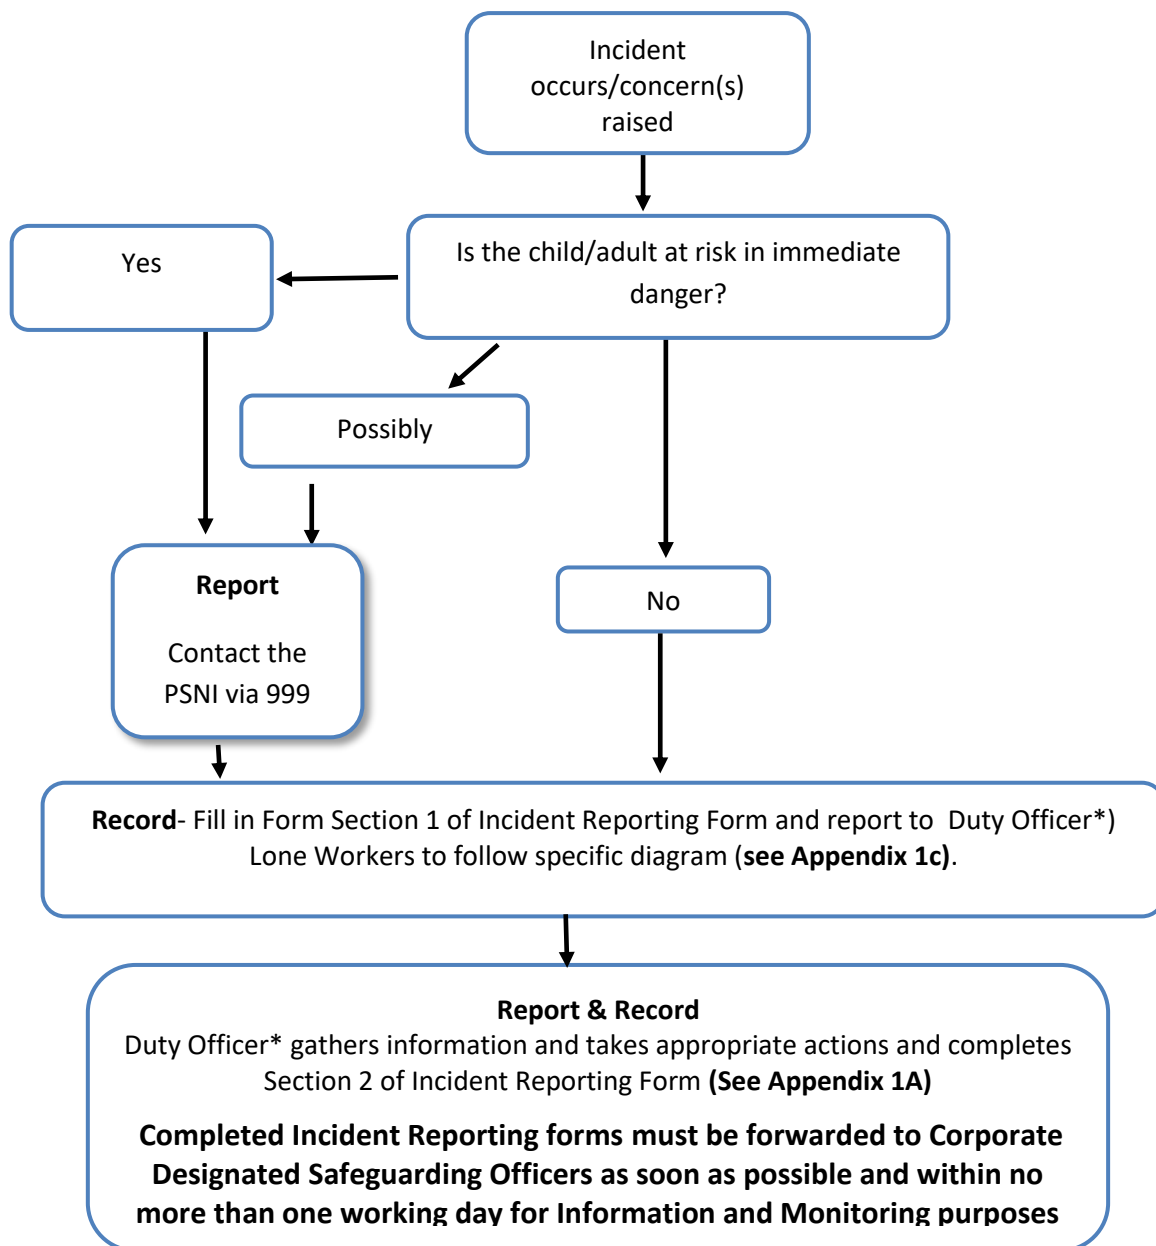 Incident
occurs/concern(s)
raised
Is the child/adult at risk in immediate
danger?
Yes
Possibly
No
Report
Contact the
PSNI via 999
Record- Fill in Form Section 1 of Incident Reporting Form and report to  Duty Officer*)
Lone Workers to follow specific diagram (see Appendix 1c).
Report & Record
Duty Officer* gathers information and takes appropriate actions and completes
Section 2 of Incident Reporting Form (See Appendix 1A)
Completed Incident Reporting forms must be forwarded to Corporate
Designated Safeguarding Officers as soon as possible and within no
more than one working day for Information and Monitoring purposes